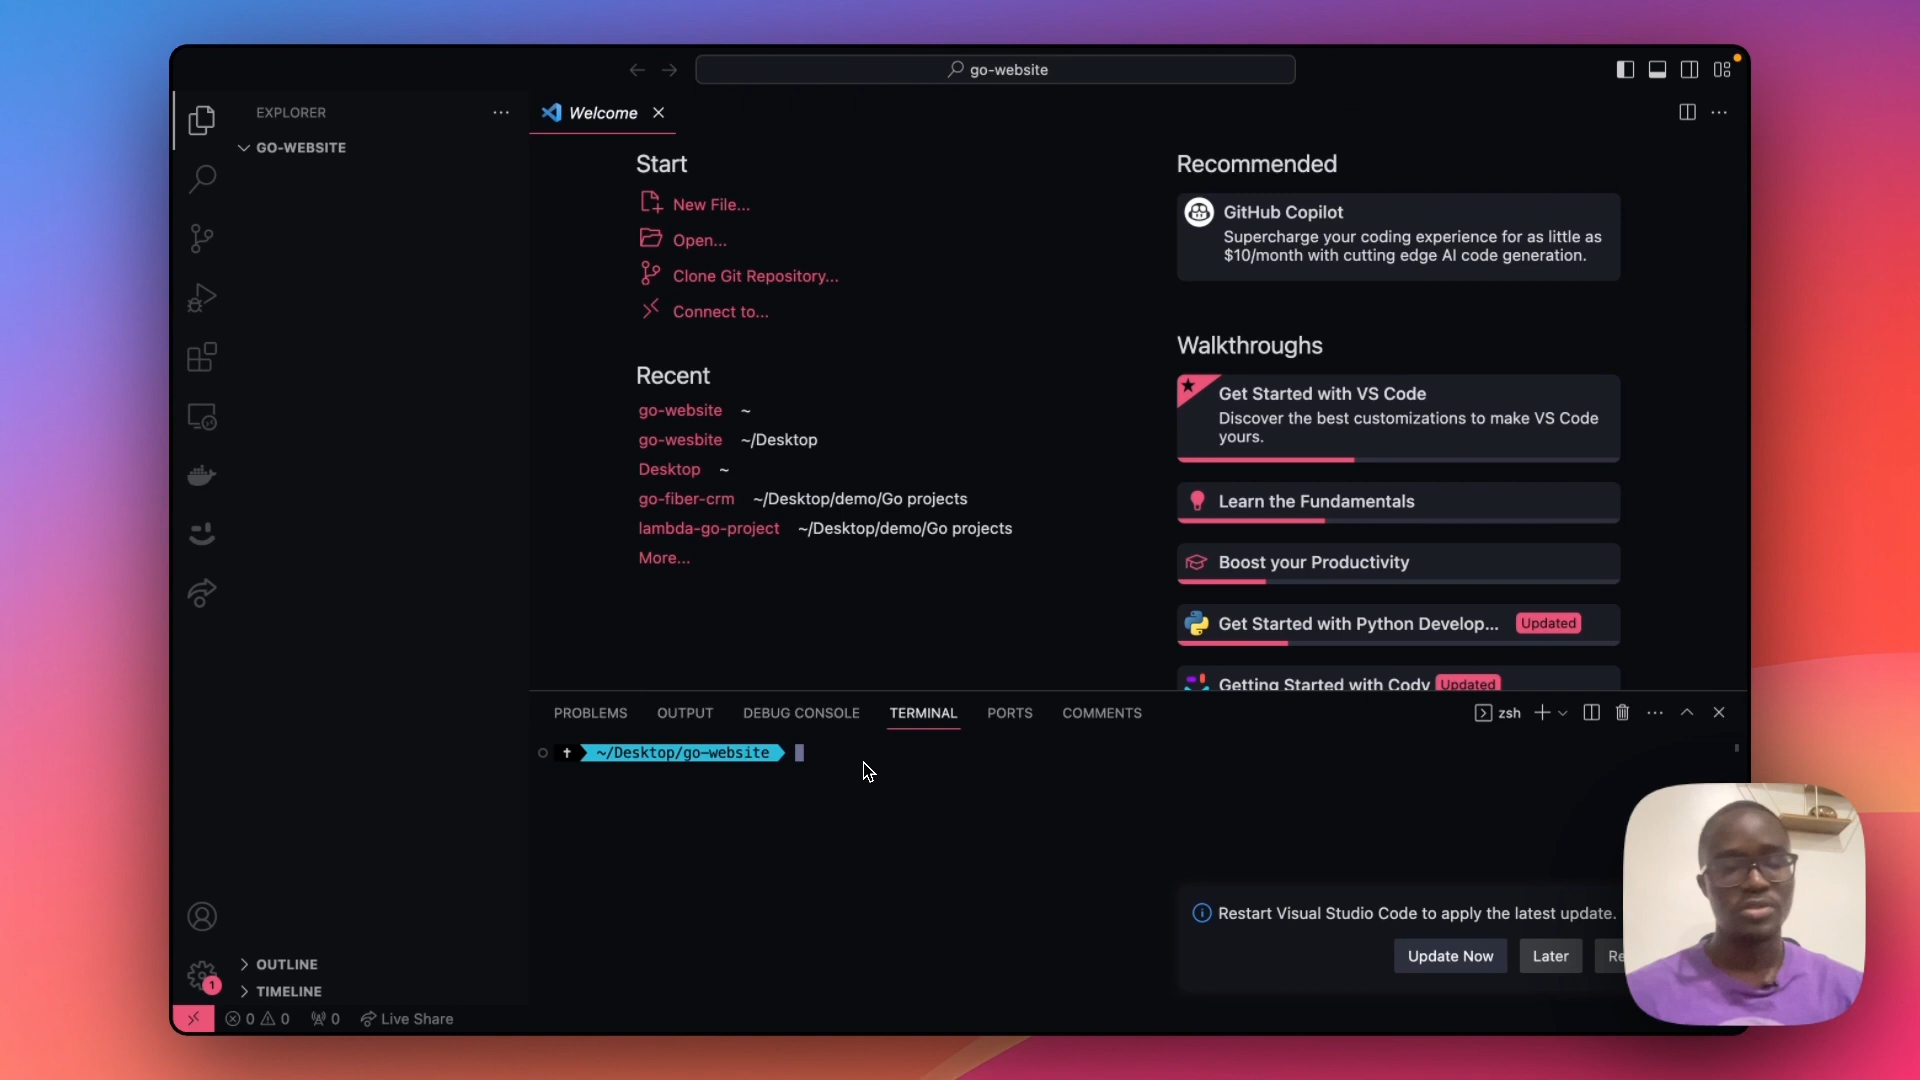 go-website
EXPLORER
GO-WEBSITE
Welcome
Start
New File...
Open...
Clone Git Repository...
Connect to...
Recent
go-website ~
go-wesbite ~/Desktop
Desktop ~
go-fiber-crm ~/Desktop/demo/Go projects
lambda-go-project ~/Desktop/demo/Go projects
More...
Recommended
GitHub Copilot
Supercharge your coding experience for as little as
$10/month with cutting edge AI code generation.
Walkthroughs
Get Started with VS Code
Discover the best customizations to make VS Code
yours.
Learn the Fundamentals
Boost your Productivity
Get Started with Python Develop... Updated
Getting Started with Cody Updated
PROBLEMS OUTPUT DEBUG CONSOLE TERMINAL PORTS COMMENTS
zsh
~/Desktop/go-website
Restart Visual Studio Code to apply the latest update.
Update Now Later Re
OUTLINE
TIMELINE
1
0 0 0 Live Share